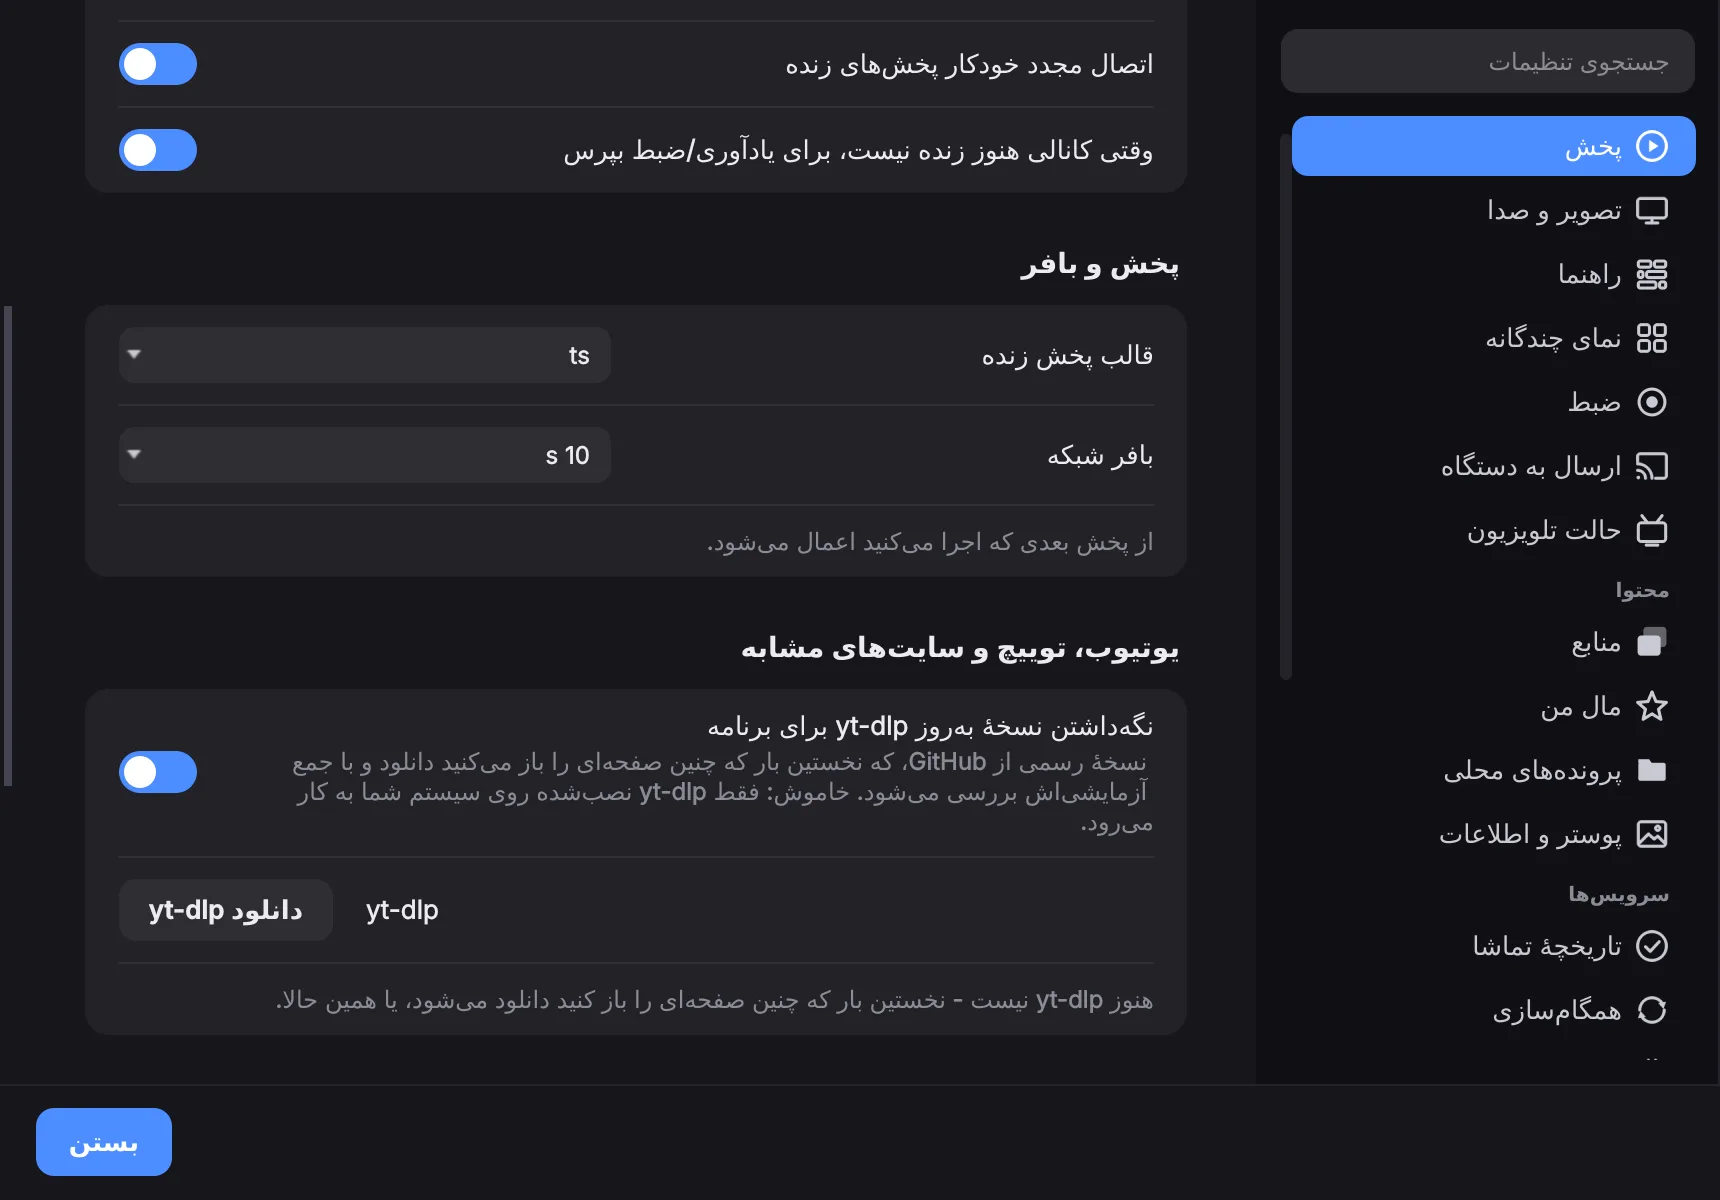 جستجوی تنظیمات
پخش
تصویر و صدا
راهنما
نمای چندگانه
ضبط
ارسال به دستگاه
حالت تلویزیون
محتوا
منابع
مال من
پرونده‌های محلی
پوستر و اطلاعات
سرویس‌ها
تاریخچهٔ تماشا
همگام‌سازی
اتصال مجدد خودکار پخش‌های زنده
وقتی کانالی هنوز زنده نیست، برای یادآوری/ضبط بپرس
پخش و بافر
قالب پخش زنده
ts
بافر شبکه
10 s
از پخش بعدی که اجرا می‌کنید اعمال می‌شود.
یوتیوب، توییچ و سایت‌های مشابه
نگه‌داشتن نسخهٔ به‌روز yt-dlp برای برنامه
نسخهٔ رسمی از GitHub، که نخستین بار که چنین صفحه‌ای را باز می‌کنید دانلود و با جمع
آزمایشی‌اش بررسی می‌شود. خاموش: فقط yt-dlp نصب‌شده روی سیستم شما به کار
می‌رود.
yt-dlp
دانلود yt-dlp
هنوز yt-dlp نیست - نخستین بار که چنین صفحه‌ای را باز کنید دانلود می‌شود، یا همین حالا.
بستن